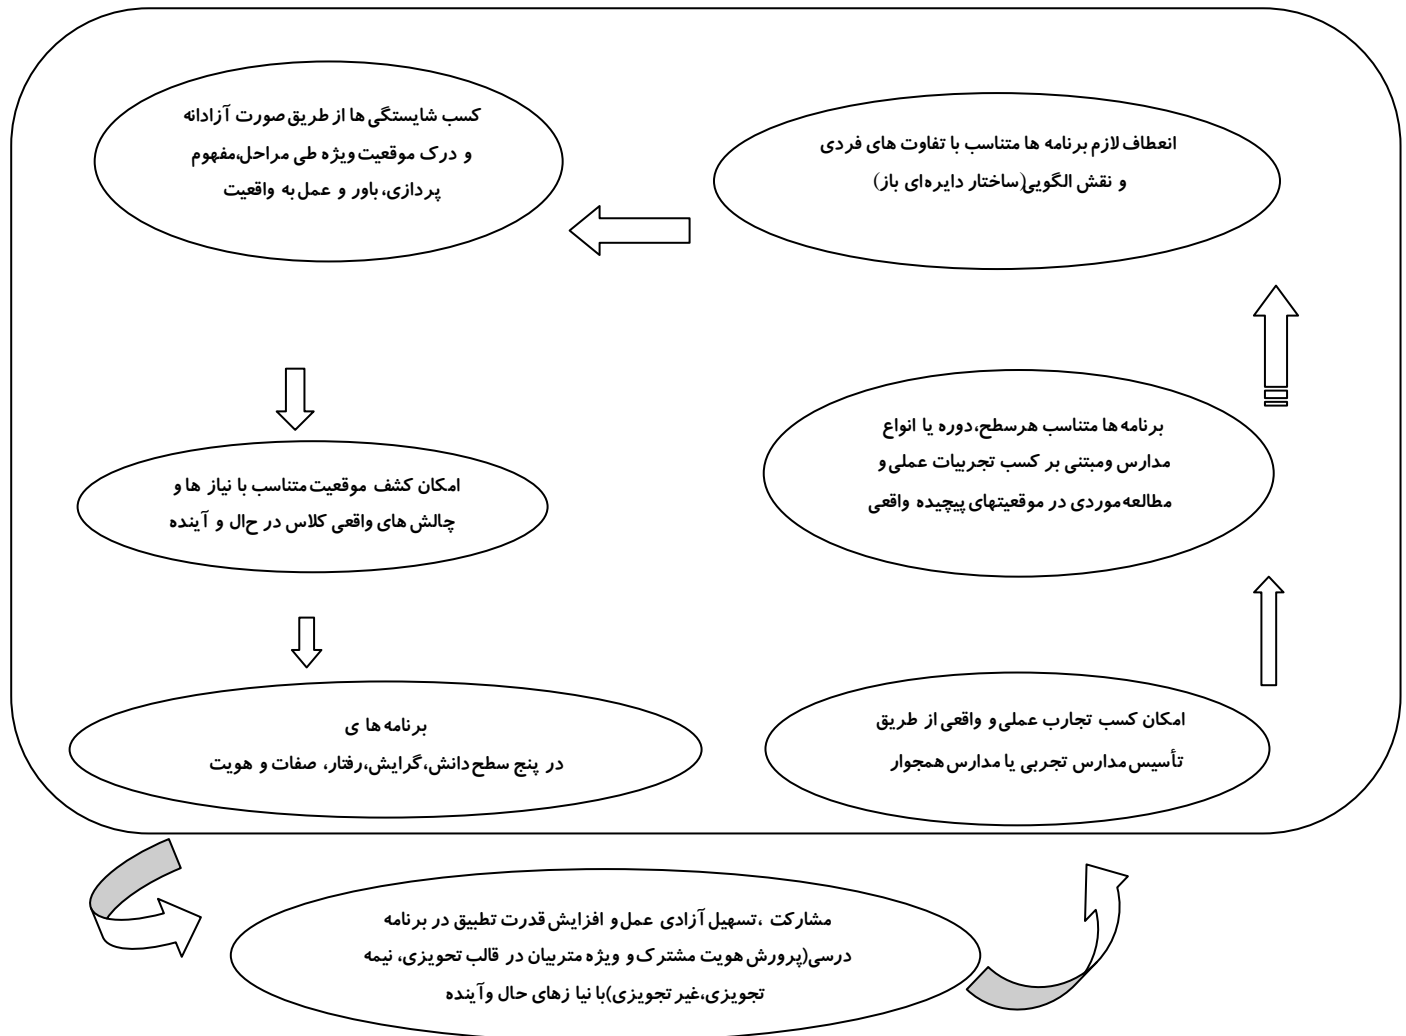 انعطاف لازم برنامه ها متناسب با تفاوت های فردی
و نقش الگویی(ساختار دایره‌ای باز)
کسب شایستگی ها از طریق صورت آزادانه
و درک موقعیت ویژه طی مراحل،مفهوم
پردازی، باور و عمل به واقعیت
برنامه ها متناسب هرسطح،دوره یا انواع
مدارس ومبتنی بر کسب تجربیات عملی و
مطالعه موردی در موقعیتهای پیچیده واقعی
امکان کشف موقعیت متناسب با نیاز ها و
چالش های واقعی کلاس در حال و آینده
امکان کسب تجارب عملی و واقعی از طریق
تأسیس مدارس تجربی یا مدارس همجوار
برنامه ها ی
در پنج سطح دانش،گرایش،رفتار، صفات و هویت
مشارکت ،تسهیل آزادی عمل و افزایش قدرت تطبیق در برنامه
درسی(پرورش هویت مشترک و ویژه متربیان در قالب تحویزی، نیمه
تجویزی،غیر تجویزی)با نیا زهای حال وآینده